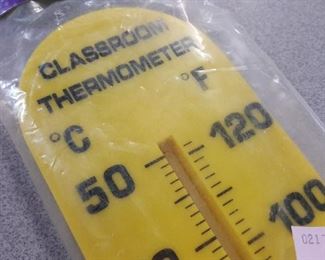 CLASSROOM
THERMOMETER
°C °F
50 120
100